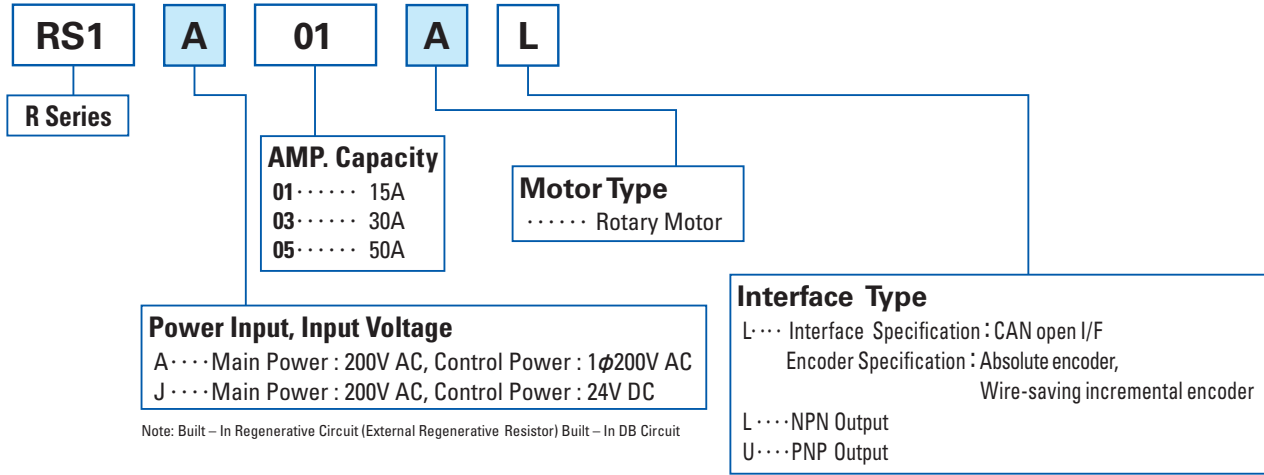 RS1 A 01 A L
R Series
AMP. Capacity
01‥‥‥ 15A
03‥‥‥ 30A
05‥‥‥ 50A
Motor Type
‥‥‥ Rotary Motor
Power Input, Input Voltage
A‥‥Main Power : 200V AC, Control Power : 1ϕ200V AC
J‥‥Main Power : 200V AC, Control Power : 24V DC
Note: Built – In Regenerative Circuit (External Regenerative Resistor) Built – In DB Circuit
Interface Type
L‥‥ Interface Specification : CAN open I/F
Encoder Specification : Absolute encoder,
Wire-saving incremental encoder
L‥‥NPN Output
U‥‥PNP Output